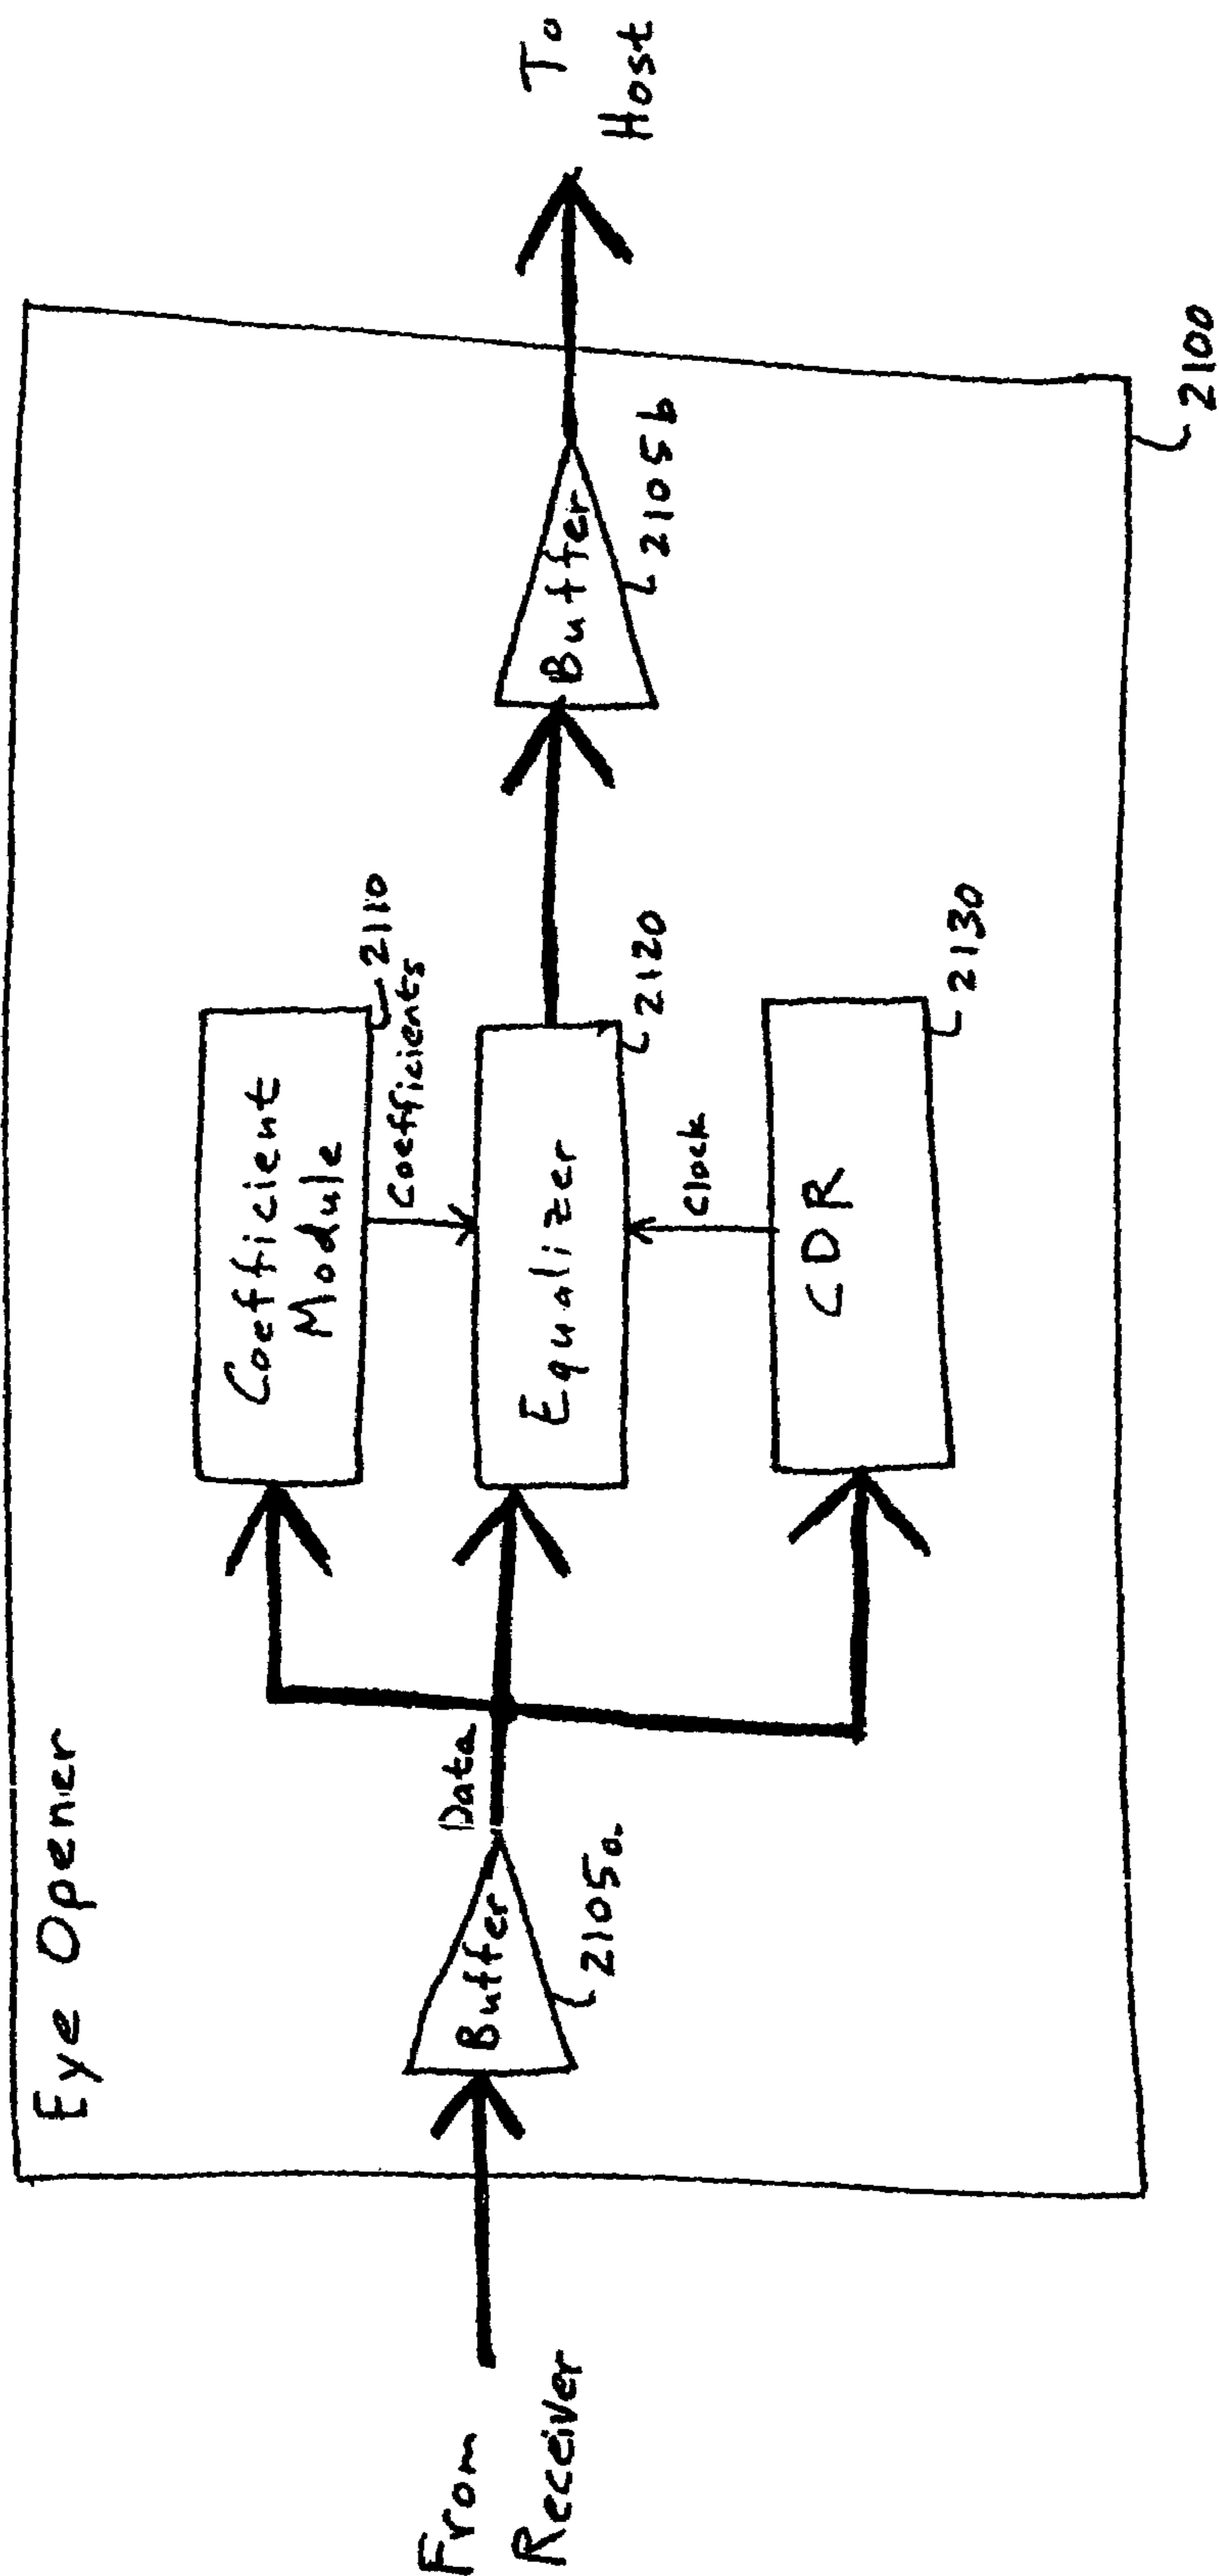 Eye Opener
From
Receiver
Buffer
2105a
Data
Coefficient
Module
2110
Coefficients
Equalizer
2120
Clock
CDR
2130
Buffer
2105b
To
Host
2100